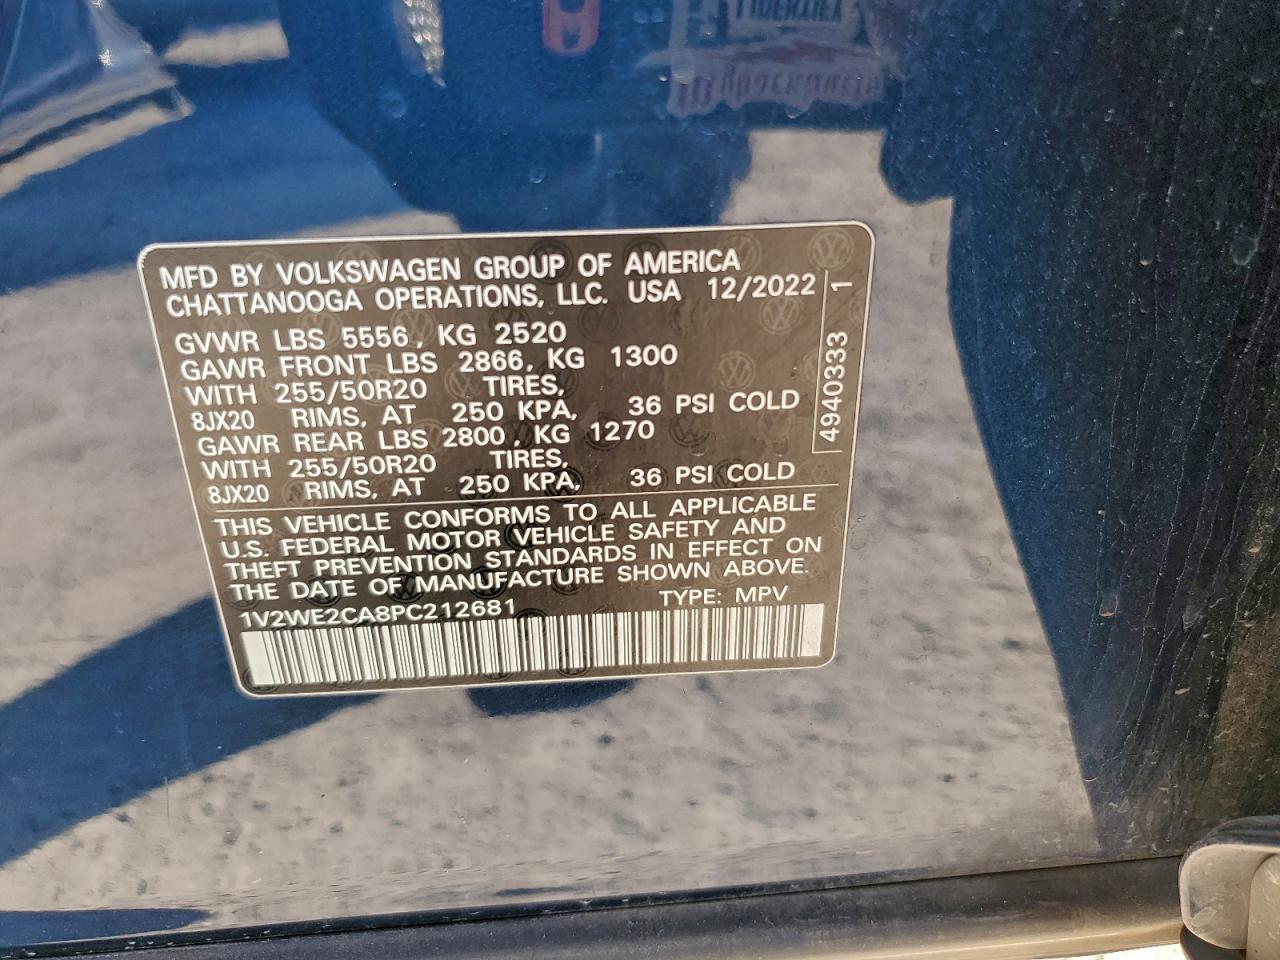 MFD BY VOLKSWAGEN GROUP OF AMERICA
CHATTANOOGA OPERATIONS, LLC. USA 12/2022
GVWR LBS 5556, KG 2520
GAWR FRONT LBS 2866, KG 1300
WITH 255/50R20 TIRES,
8JX20 RIMS, AT 250 KPA, 36 PSI COLD
GAWR REAR LBS 2800, KG 1270
WITH 255/50R20 TIRES,
8JX20 RIMS, AT 250 KPA, 36 PSI COLD
4940333 1
THIS VEHICLE CONFORMS TO ALL APPLICABLE
U.S. FEDERAL MOTOR VEHICLE SAFETY AND
THEFT PREVENTION STANDARDS IN EFFECT ON
THE DATE OF MANUFACTURE SHOWN ABOVE.
1V2WE2CA8PC212681 TYPE: MPV